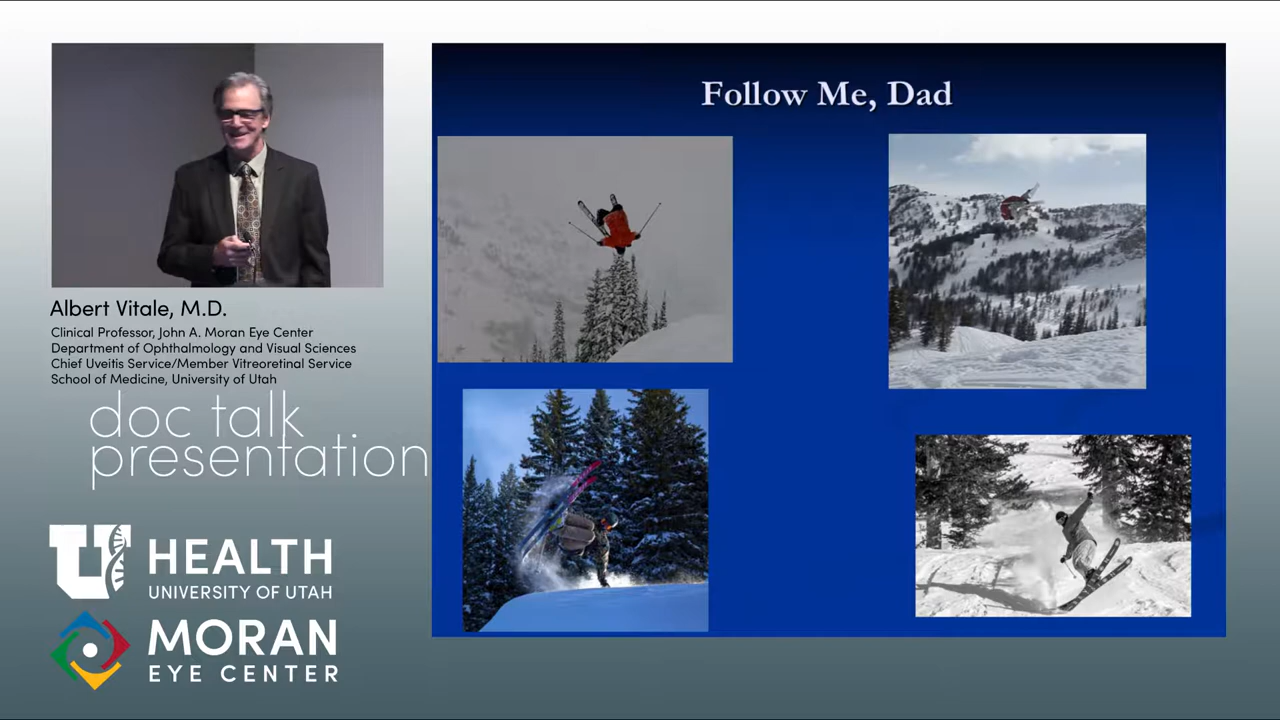 Follow Me, Dad
Albert Vitale, M.D.
Clinical Professor, John A. Moran Eye Center
Department of Ophthalmology and Visual Sciences
Chief Uveitis Service/Member Vitreoretinal Service
School of Medicine, University of Utah
doc talk
presentation
U HEALTH
UNIVERSITY OF UTAH
MORAN
EYE CENTER